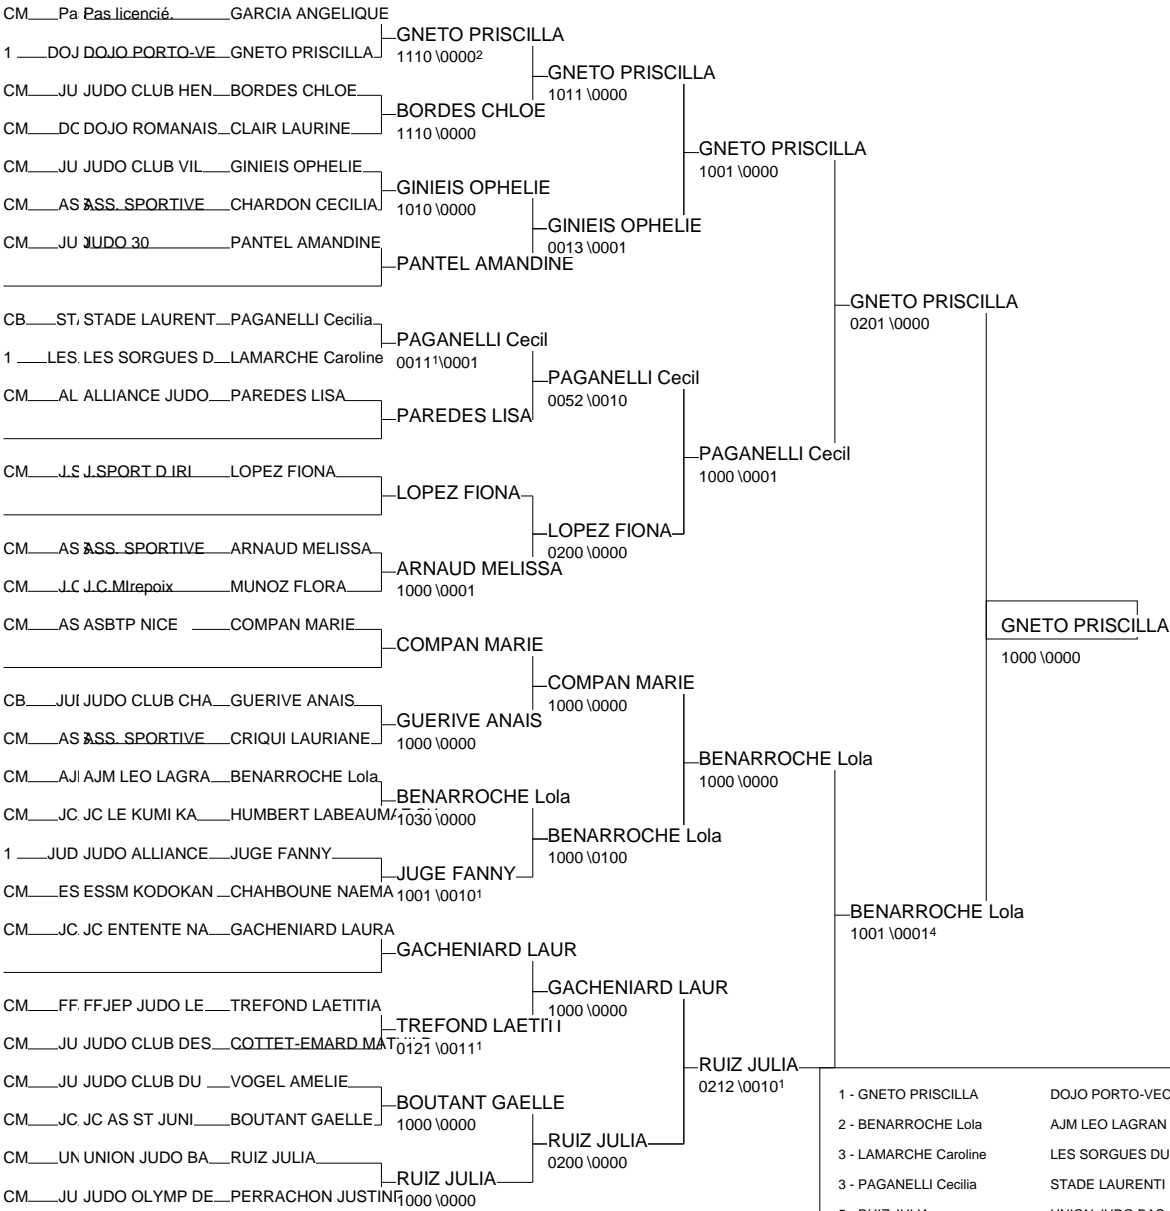 CM Pa Pas licencié. GARCIA ANGELIQUE
GNETO PRISCILLA
1110 \0000²
1 DOJ DOJO PORTO-VE GNETO PRISCILLA
GNETO PRISCILLA
1011 \0000
CM JU JUDO CLUB HEN BORDES CHLOE
BORDES CHLOE
1110 \0000
CM DC DOJO ROMANAIS CLAIR LAURINE
GNETO PRISCILLA
1001 \0000
CM JU JUDO CLUB VIL GINIEIS OPHELIE
GINIEIS OPHELIE
1010 \0000
CM AS ASS. SPORTIVE CHARDON CECILIA
GINIEIS OPHELIE
0013 \0001
CM JU JUDO 30 PANTEL AMANDINE
PANTEL AMANDINE
GNETO PRISCILLA
0201 \0000
CB ST STADE LAURENT PAGANELLI Cecilia
PAGANELLI Cecil
0011¹\0001
1 LES LES SORGUES D LAMARCHE Caroline
PAGANELLI Cecil
0052 \0010
CM AL ALLIANCE JUDO PAREDES LISA
PAREDES LISA
PAGANELLI Cecil
1000 \0001
CM J.S J.SPORT D IRI LOPEZ FIONA
LOPEZ FIONA
LOPEZ FIONA
0200 \0000
CM AS ASS. SPORTIVE ARNAUD MELISSA
ARNAUD MELISSA
1000 \0001
CM J.C J.C.MIrepoix MUNOZ FLORA
GNETO PRISCILLA
1000 \0000
CM AS ASBTP NICE COMPAN MARIE
COMPAN MARIE
COMPAN MARIE
1000 \0000
CB JU JUDO CLUB CHA GUERIVE ANAIS
GUERIVE ANAIS
1000 \0000
CM AS ASS. SPORTIVE CRIQUI LAURIANE
BENARROCHE Lola
1000 \0000
CM AJ AJM LEO LAGRA BENARROCHE Lola
BENARROCHE Lola
1030 \0000
CM JC JC LE KUMI KA HUMBERT LABEAUMA
BENARROCHE Lola
1000 \0100
1 JUD JUDO ALLIANCE JUGE FANNY
JUGE FANNY
1001 \0010¹
CM ES ESSM KODOKAN CHAHBOUNE NAEMA
BENARROCHE Lola
1001 \0001⁴
CM JC JC ENTENTE NA GACHENIARD LAURA
GACHENIARD LAUR
GACHENIARD LAUR
1000 \0000
CM FF FFJEP JUDO LE TREFOND LAETITIA
TREFOND LAETITI
0121 \0011¹
CM JU JUDO CLUB DES COTTET-EMARD MAT
RUIZ JULIA
0212 \0010¹
CM JU JUDO CLUB DU VOGEL AMELIE
BOUTANT GAELLE
1000 \0000
CM JC JC AS ST JUNI BOUTANT GAELLE
RUIZ JULIA
0200 \0000
CM UN UNION JUDO BA RUIZ JULIA
RUIZ JULIA
1000 \0000
CM JU JUDO OLYMP DE PERRACHON JUSTINE
1 - GNETO PRISCILLA DOJO PORTO-VEC
2 - BENARROCHE Lola AJM LEO LAGRAN
3 - LAMARCHE Caroline LES SORGUES DU
3 - PAGANELLI Cecilia STADE LAURENTI